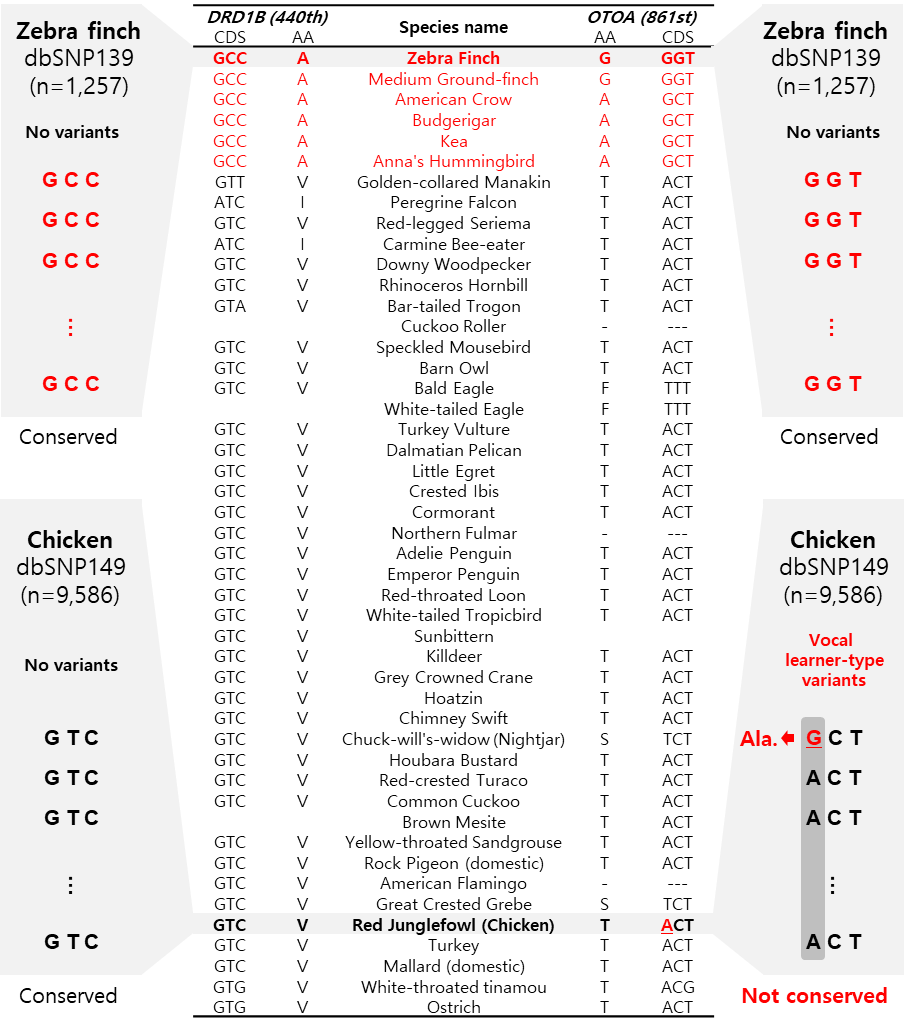 Zebra finch
dbSNP139
(n=1,257)
No variants
G C C
G C C
G C C
⋮
G C C
Conserved
Chicken
dbSNP149
(n=9,586)
No variants
G T C
G T C
G T C
⋮
G T C
Conserved
DRD1B (440th) Species name OTOA (861st)
CDS AA AA CDS
GCC A Zebra Finch G GGT
GCC A Medium Ground-finch G GGT
GCC A American Crow A GCT
GCC A Budgerigar A GCT
GCC A Kea A GCT
GCC A Anna's Hummingbird A GCT
GTT V Golden-collared Manakin T ACT
ATC I Peregrine Falcon T ACT
GTC V Red-legged Seriema T ACT
ATC I Carmine Bee-eater T ACT
GTC V Downy Woodpecker T ACT
GTC V Rhinoceros Hornbill T ACT
GTA V Bar-tailed Trogon T ACT
Cuckoo Roller - ---
GTC V Speckled Mousebird T ACT
GTC V Barn Owl T ACT
GTC V Bald Eagle F TTT
White-tailed Eagle F TTT
GTC V Turkey Vulture T ACT
GTC V Dalmatian Pelican T ACT
GTC V Little Egret T ACT
GTC V Crested Ibis T ACT
GTC V Cormorant T ACT
GTC V Northern Fulmar - ---
GTC V Adelie Penguin T ACT
GTC V Emperor Penguin T ACT
GTC V Red-throated Loon T ACT
GTC V White-tailed Tropicbird T ACT
GTC V Sunbittern
GTC V Killdeer T ACT
GTC V Grey Crowned Crane T ACT
GTC V Hoatzin T ACT
GTC V Chimney Swift T ACT
GTC V Chuck-will's-widow (Nightjar) S TCT
GTC V Houbara Bustard T ACT
GTC V Red-crested Turaco T ACT
GTC V Common Cuckoo T ACT
Brown Mesite T ACT
GTC V Yellow-throated Sandgrouse T ACT
GTC V Rock Pigeon (domestic) T ACT
GTC V American Flamingo - ---
GTC V Great Crested Grebe S TCT
GTC V Red Junglefowl (Chicken) T ACT
GTC V Turkey T ACT
GTC V Mallard (domestic) T ACT
GTG V White-throated tinamou T ACG
GTG V Ostrich T ACT
Zebra finch
dbSNP139
(n=1,257)
No variants
G G T
G G T
G G T
⋮
G G T
Conserved
Chicken
dbSNP149
(n=9,586)
Vocal
learner-type
variants
Ala. G C T
A C T
A C T
⋮
A C T
Not conserved